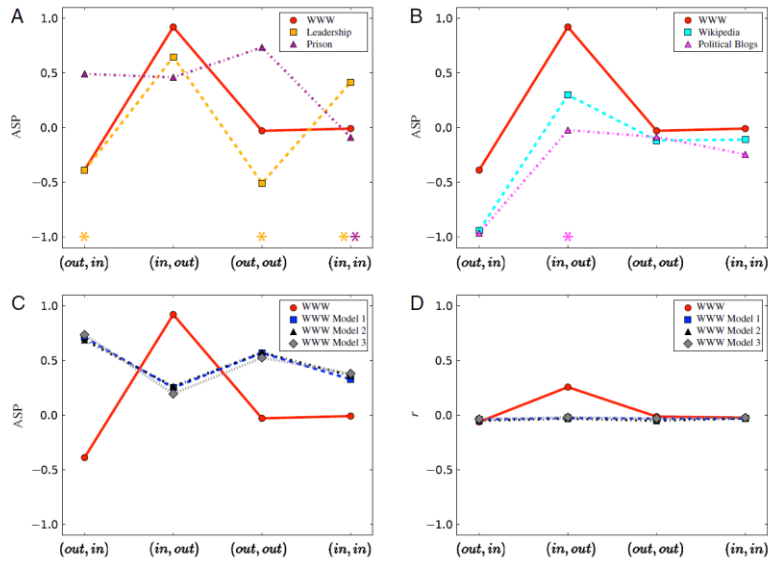 A
1.0
0.5
0.0
−0.5
−1.0
ASP
WWW
Leadership
Prison
(out, in)
(in, out)
(out, out)
(in, in)
B
1.0
0.5
0.0
−0.5
−1.0
ASP
WWW
Wikipedia
Political Blogs
(out, in)
(in, out)
(out, out)
(in, in)
C
1.0
0.5
0.0
−0.5
−1.0
ASP
WWW
WWW Model 1
WWW Model 2
WWW Model 3
(out, in)
(in, out)
(out, out)
(in, in)
D
1.0
0.5
0.0
−0.5
−1.0
r
WWW
WWW Model 1
WWW Model 2
WWW Model 3
(out, in)
(in, out)
(out, out)
(in, in)